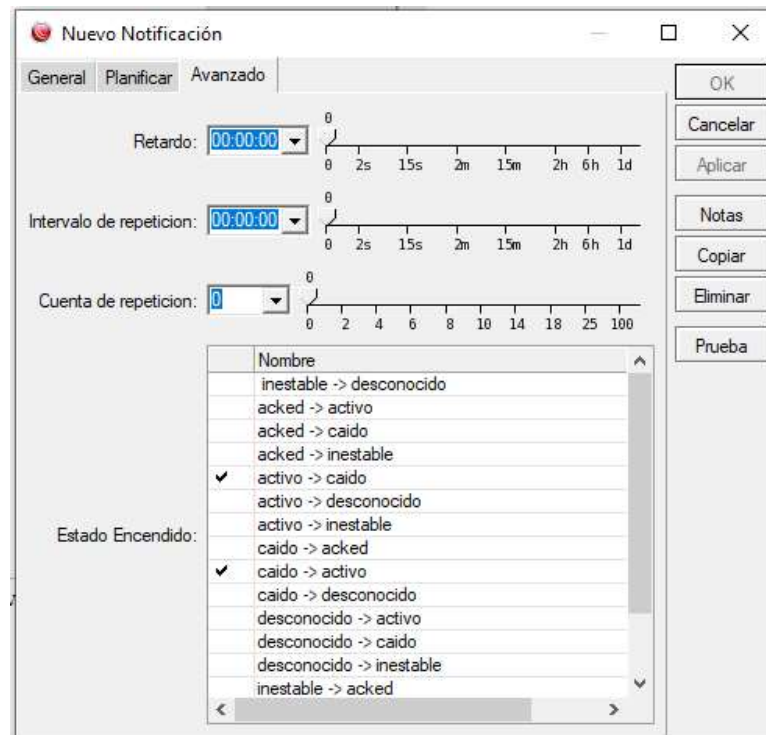 Nuevo Notificación
General Planificar Avanzado
OK
Cancelar
Aplicar
Notas
Copiar
Eliminar
Prueba
0
Retardo: 00:00:00
0 2s 15s 2m 15m 2h 6h 1d
0
Intervalo de repeticion: 00:00:00
0 2s 15s 2m 15m 2h 6h 1d
0
Cuenta de repeticion: 0
0 2 4 6 8 10 14 18 25 100
Nombre
inestable -> desconocido
acked -> activo
acked -> caido
acked -> inestable
activo -> caido
activo -> desconocido
activo -> inestable
Estado Encendido:
caido -> acked
caido -> activo
caido -> desconocido
desconocido -> activo
desconocido -> caido
desconocido -> inestable
inestable -> acked